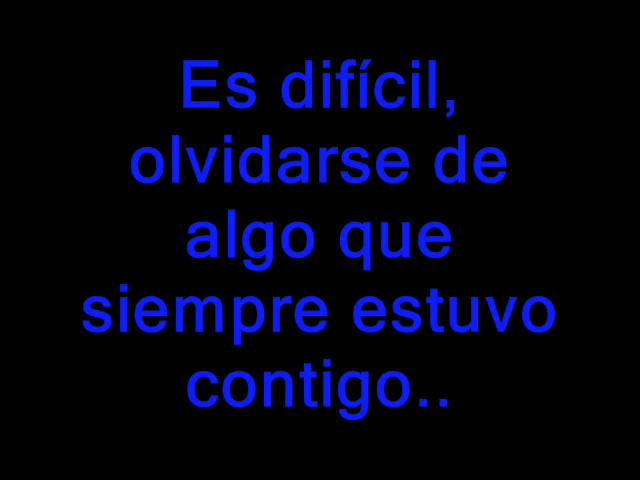 Es difícil,
olvidarse de
algo que
siempre estuvo
contigo..